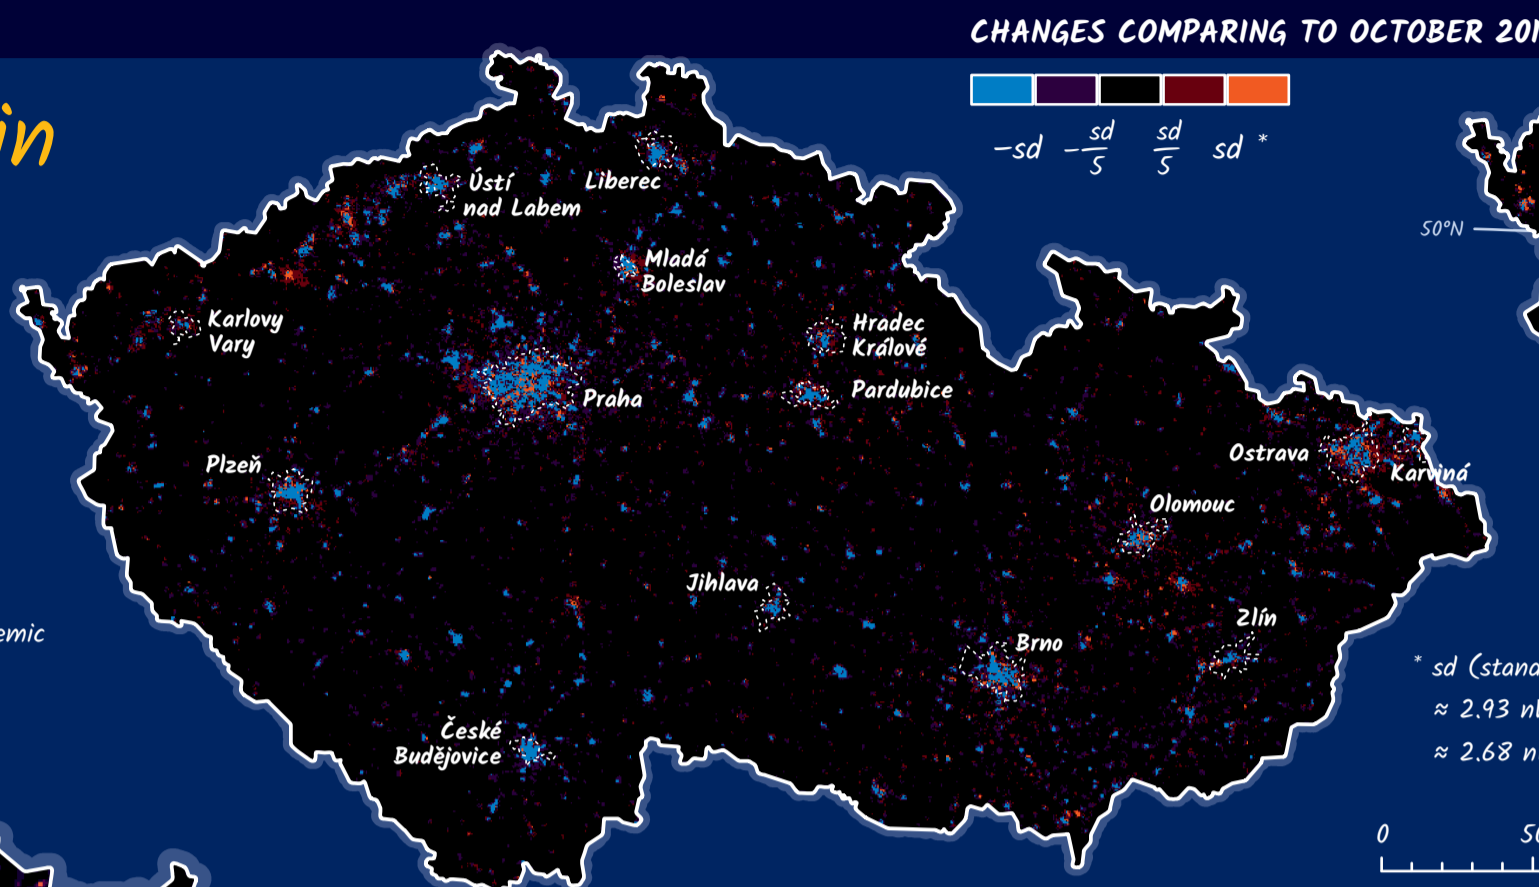 CHANGES COMPARING TO OCTOBER
in
-sd
-sd/5
sd/5
sd *
50°N
Ústí
nad Labem
Liberec
Mladá
Boleslav
Karlovy
Vary
Hradec
Králové
Praha
Pardubice
Plzeň
Ostrava
Karviná
Olomouc
Jihlava
Zlín
Brno
emic
* sd (stand
≈ 2.93
≈ 2.68
České
Budějovice
0